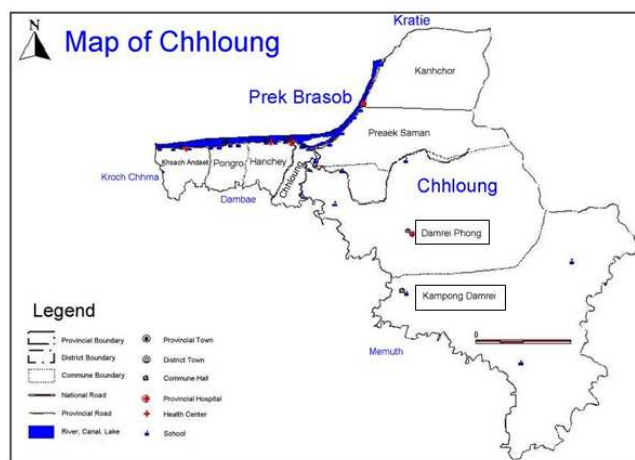 N
Map of Chhloung
Kratie
Kanhchor
Prek Brasob
Preaek Saman
Khsach Andaet
Pongro
Hanchey
Chhloung
Kroch Chhma
Dambae
Chhloung
Damrei Phong
Kampong Damrei
Memuth
0
Legend
Provincial Boundary
District Boundary
Commune Boundary
National Road
Provincial Road
River, Canal, Lake
Provincial Town
District Town
Commune Hall
Provincial Hospital
Health Center
School